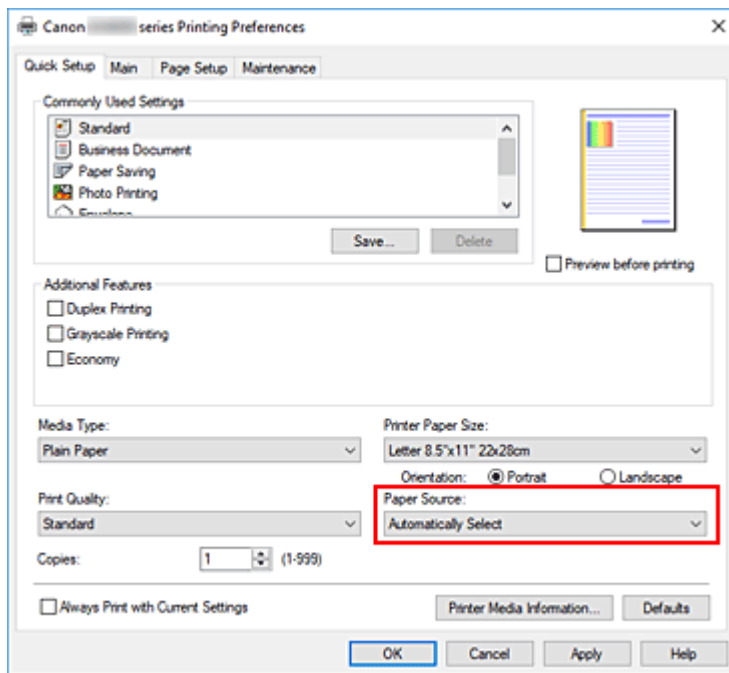 Canon series Printing Preferences
Quick Setup Main Page Setup Maintenance
Commonly Used Settings
Standard
Business Document
Paper Saving
Photo Printing
Envelope
Save... Delete
Preview before printing
Additional Features
Duplex Printing
Grayscale Printing
Economy
Media Type: Printer Paper Size:
Plain Paper Letter 8.5"x11" 22x28cm
Orientation: Portrait Landscape
Print Quality: Paper Source:
Standard Automatically Select
Copies: 1 (1-999)
Always Print with Current Settings Printer Media Information... Defaults
OK Cancel Apply Help